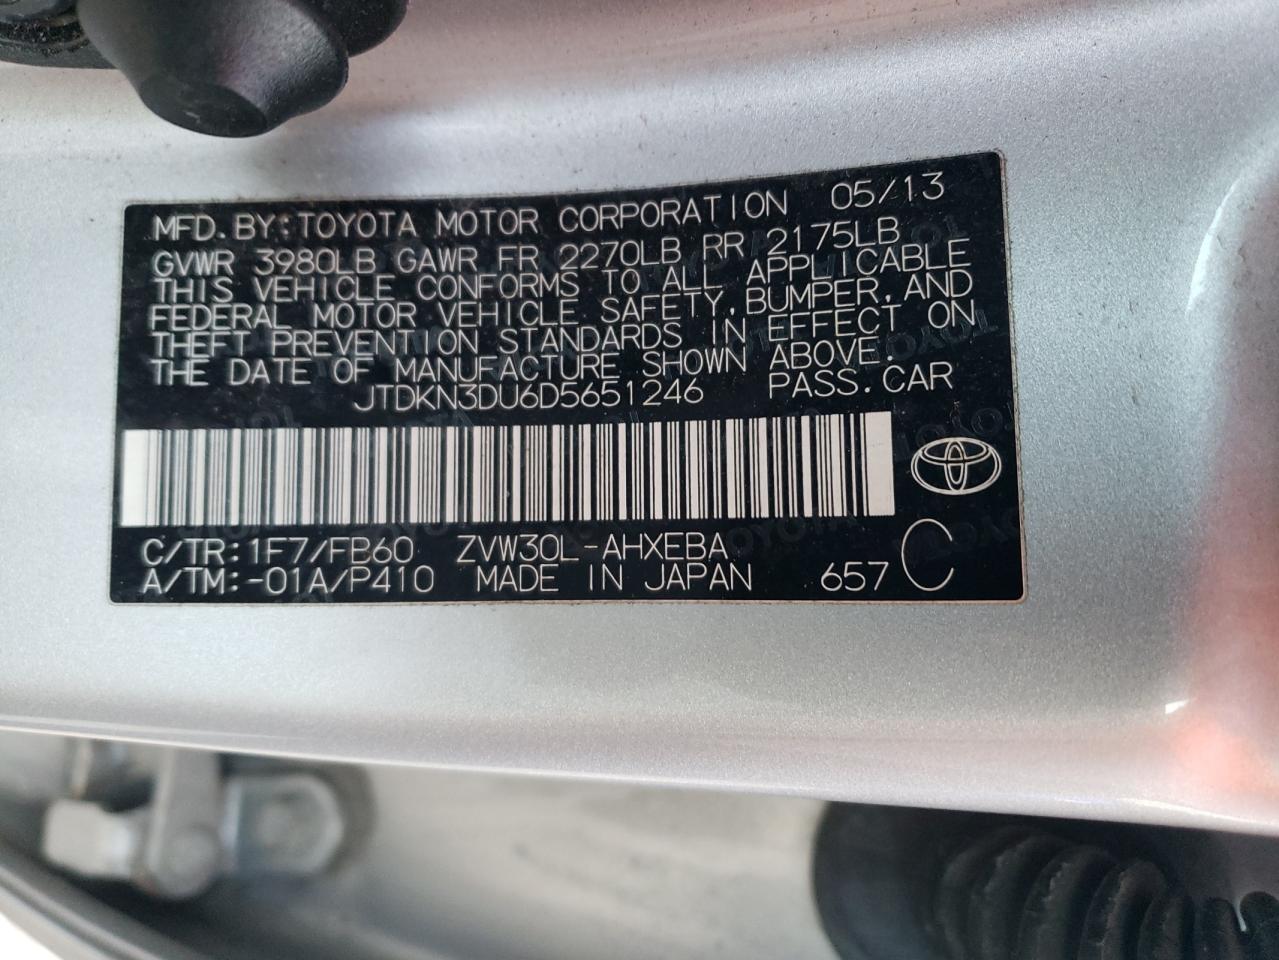 MFD. BY: TOYOTA MOTOR CORPORATION 05/13
GVWR 3980LB GAWR FR 2270LB RR 2175LB
THIS VEHICLE CONFORMS TO ALL APPLICABLE
FEDERAL MOTOR VEHICLE SAFETY, BUMPER, AND
THEFT PREVENTION STANDARDS IN EFFECT ON
THE DATE OF MANUFACTURE SHOWN ABOVE.
JTDKN3DU6D5651246 PASS. CAR
C/TR: 1F7/FB60 ZVW30L-AHXEBA C
A/TM: -01A/P410 MADE IN JAPAN 657